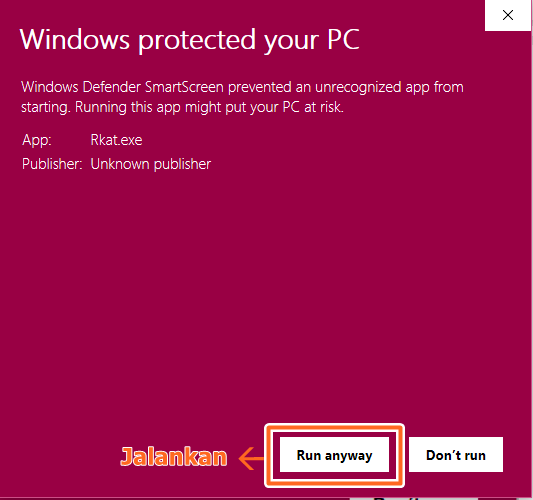 Windows protected your PC
Windows Defender SmartScreen prevented an unrecognized app from
starting. Running this app might put your PC at risk.
App: Rkat.exe
Publisher: Unknown publisher
Jalankan Run anyway Don't run